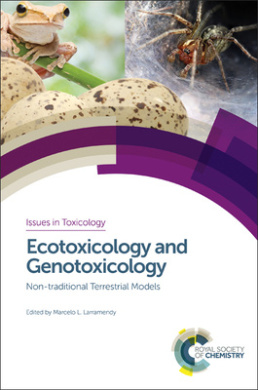 Issues in Toxicology
Ecotoxicology and
Genotoxicology
Non-traditional Terrestrial Models
Edited by Marcelo L. Larramendy
ROYAL SOCIETY
OF CHEMISTRY